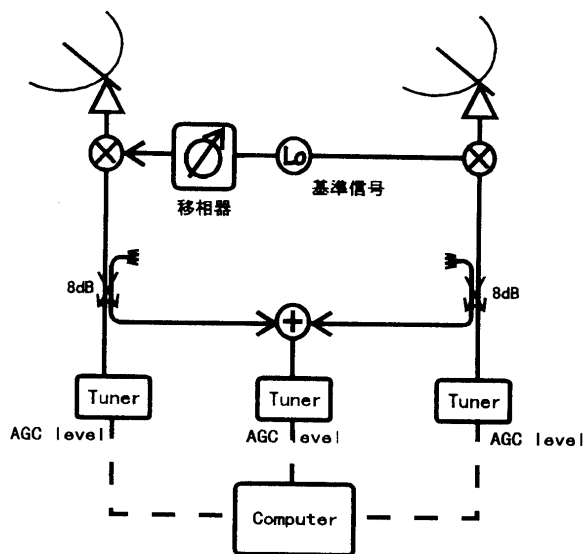 Lo
基準信号
移相器
8dB
8dB
Tuner
Tuner
Tuner
AGC level
AGC level
AGC level
Computer